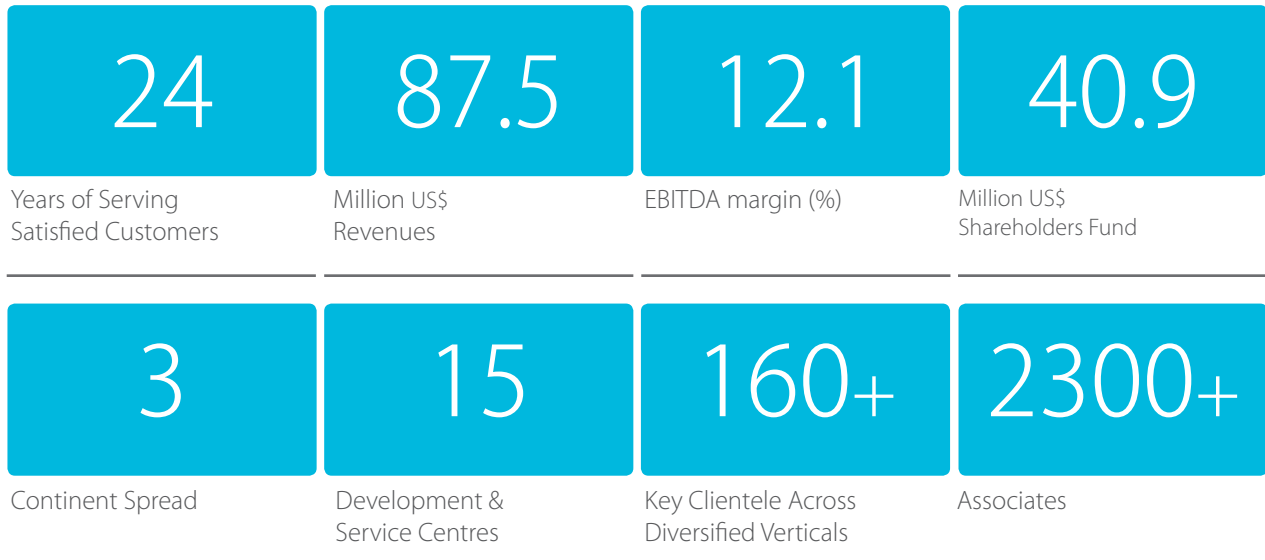 24
Years of Serving
Satisfied Customers
87.5
Million US$
Revenues
12.1
EBITDA margin (%)
40.9
Million US$
Shareholders Fund
3
Continent Spread
15
Development &
Service Centres
160+
Key Clientele Across
Diversified Verticals
2300+
Associates